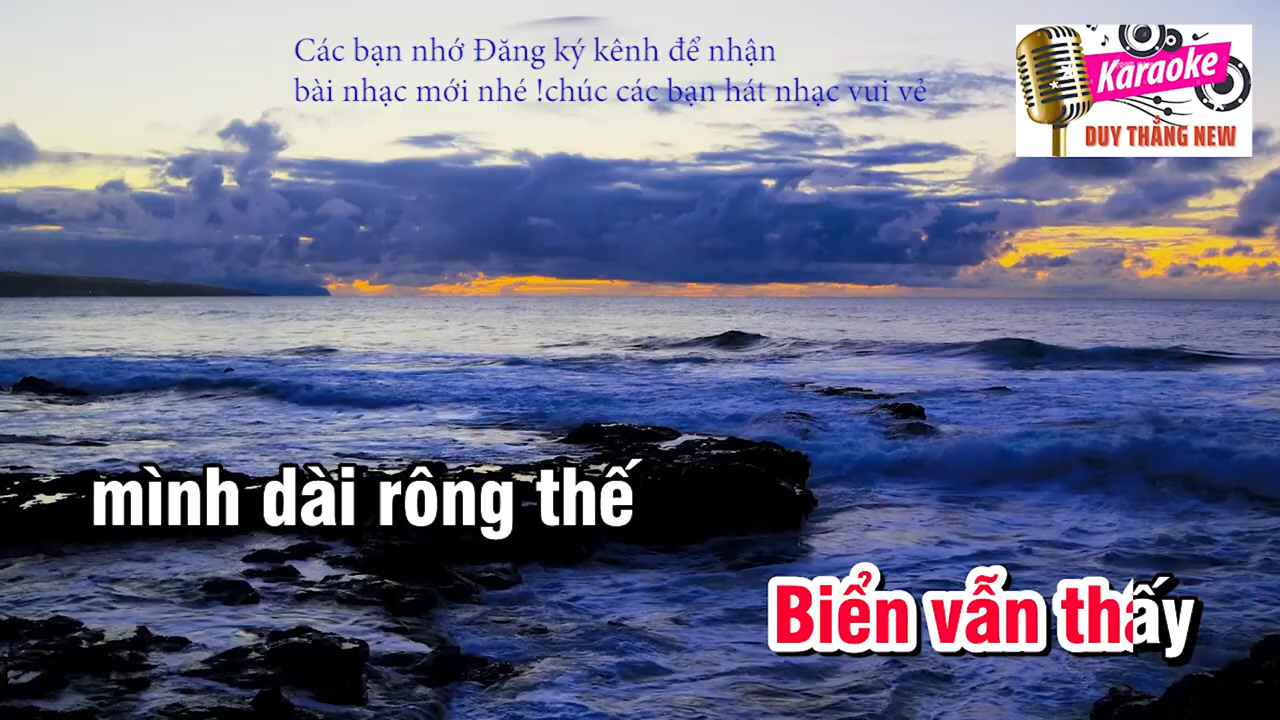 Các bạn nhớ Đăng ký kênh để nhận
bài nhạc mới nhé !chúc các bạn hát nhạc vui vẻ
Karaoke
DUY THẮNG NEW
mình dài rông thế
Biển vẫn thấy